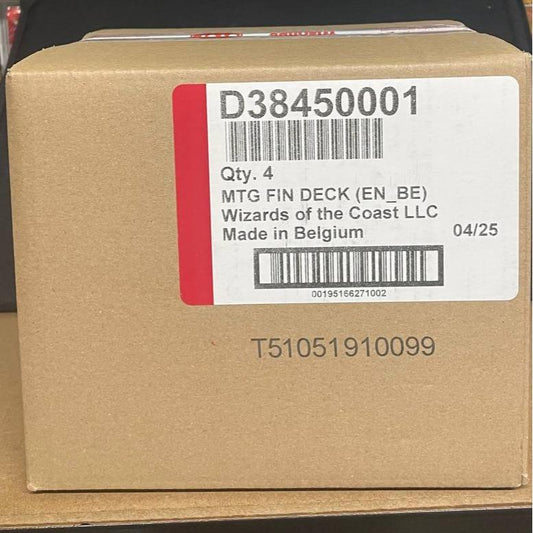 D38450001
Qty. 4
MTG FIN DECK (EN_BE)
Wizards of the Coast LLC
Made in Belgium 04/25
00195166271002
T51051910099